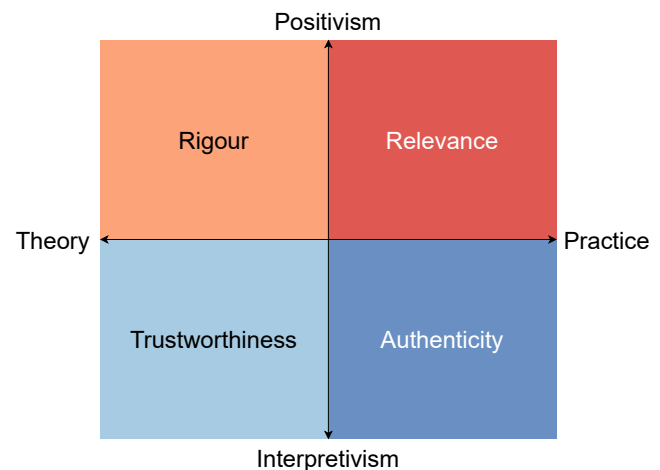 Positivism
Rigour
Relevance
Theory
Practice
Trustworthiness
Authenticity
Interpretivism